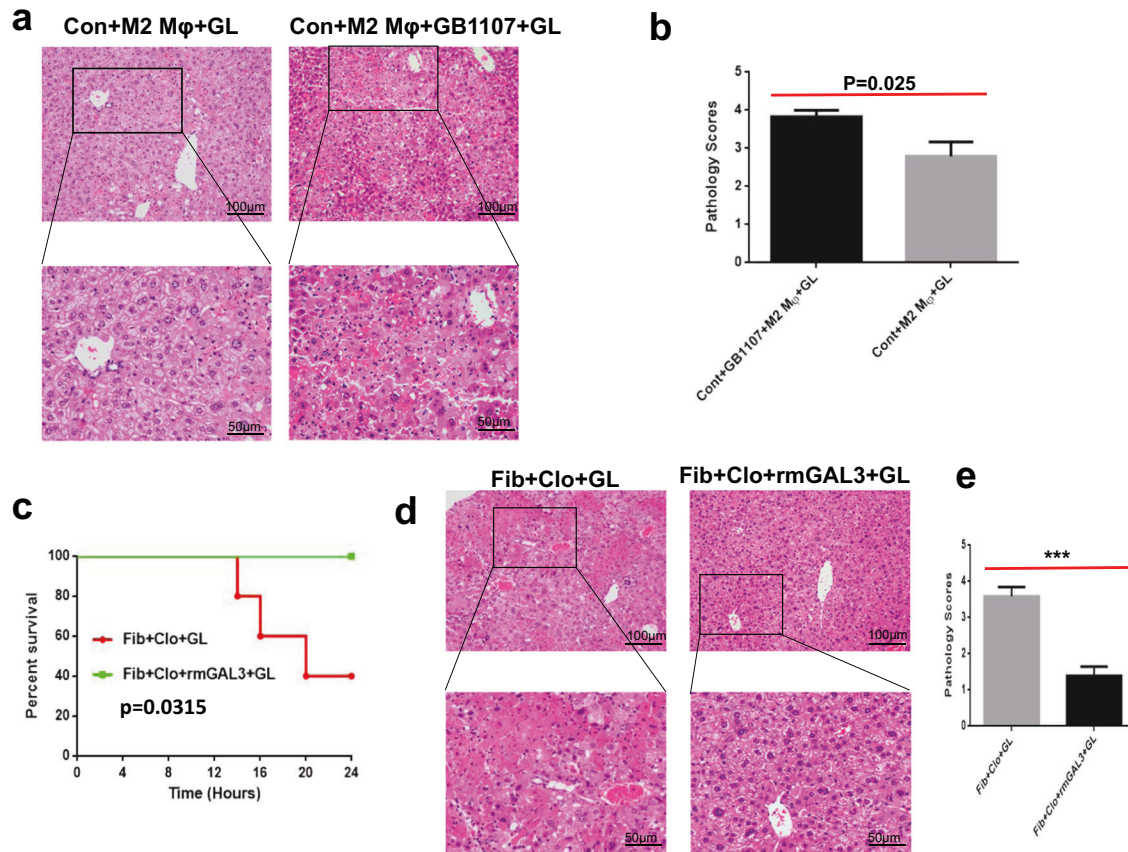 a
Con+M2 Mφ+GL
Con+M2 Mφ+GB1107+GL
100µm
100µm
50µm
50µm
b
P=0.025
Pathology Scores
5
4
3
2
1
0
Cont+GB1107+M2 Mφ+GL
Cont+M2 Mφ+GL
c
Percent survival
100
80
60
40
20
0
Fib+Clo+GL
Fib+Clo+rmGAL3+GL
p=0.0315
0 4 8 12 16 20 24
Time (Hours)
d
Fib+Clo+GL
Fib+Clo+rmGAL3+GL
100µm
100µm
50µm
50µm
e
***
Pathology Scores
5
4
3
2
1
0
Fib+Clo+GL
Fib+Clo+rmGAL3+GL